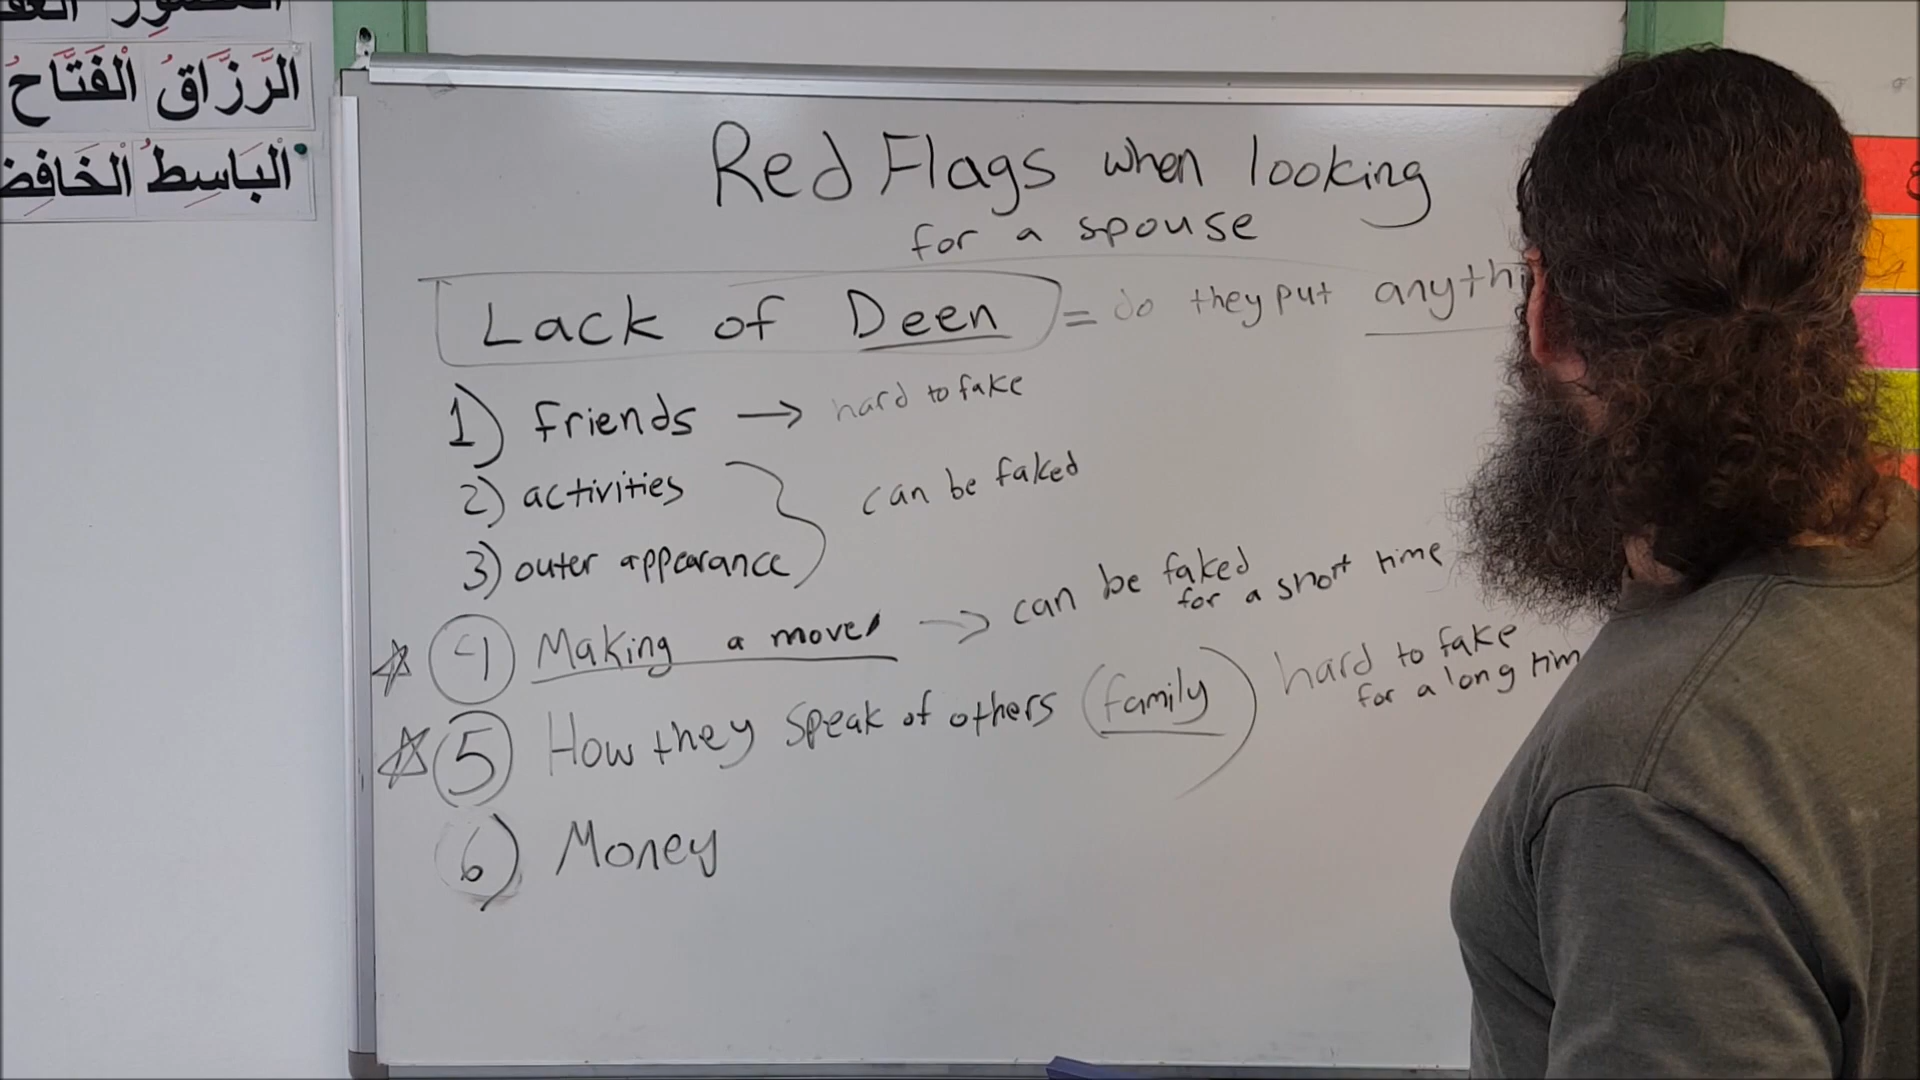 الرَّزَّاقُ الْفَتَّاحُ
الْبَاسِطُ الْخَافِضُ
Red Flags when looking
for a spouse
Lack of Deen = do they put anythi
1) friends → hard to fake
2) activities
can be faked
3) outer appearance
4) Making a move → can be faked
for a short time
5) How they speak of others (family) hard to fake
for a long tim
6) Money